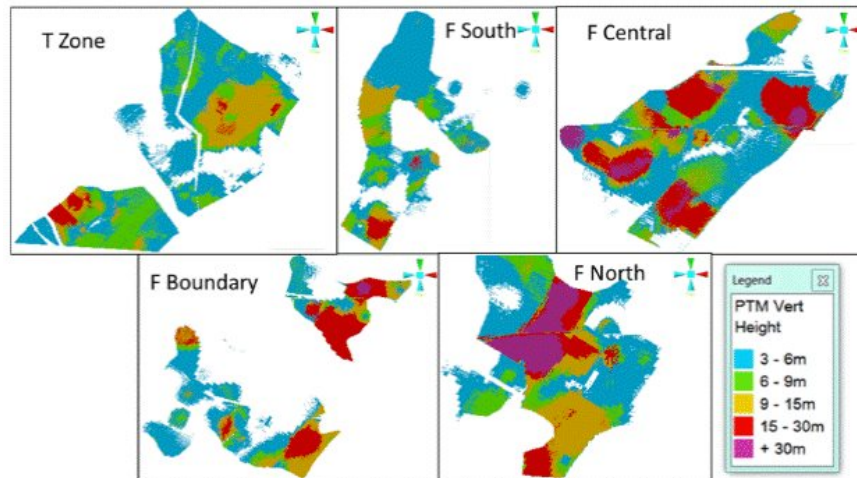 T Zone
F South
F Central
F Boundary
F North
Legend
PTM Vert
Height
3 - 6m
6 - 9m
9 - 15m
15 - 30m
+ 30m